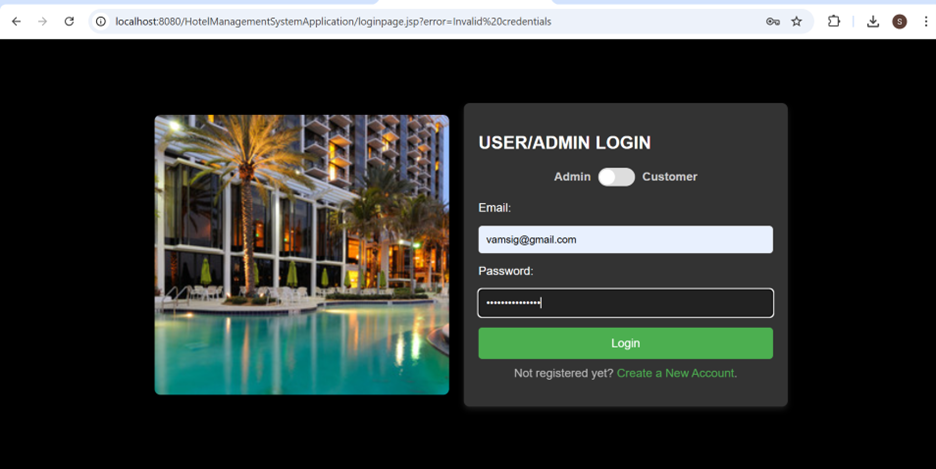 localhost:8080/HotelManagementSystemApplication/loginpage.jsp?error=Invalid%20credentials
S
USER/ADMIN LOGIN
Admin Customer
Email:
vamsig@gmail.com
Password:
•••••••••••••••
Login
Not registered yet? Create a New Account.